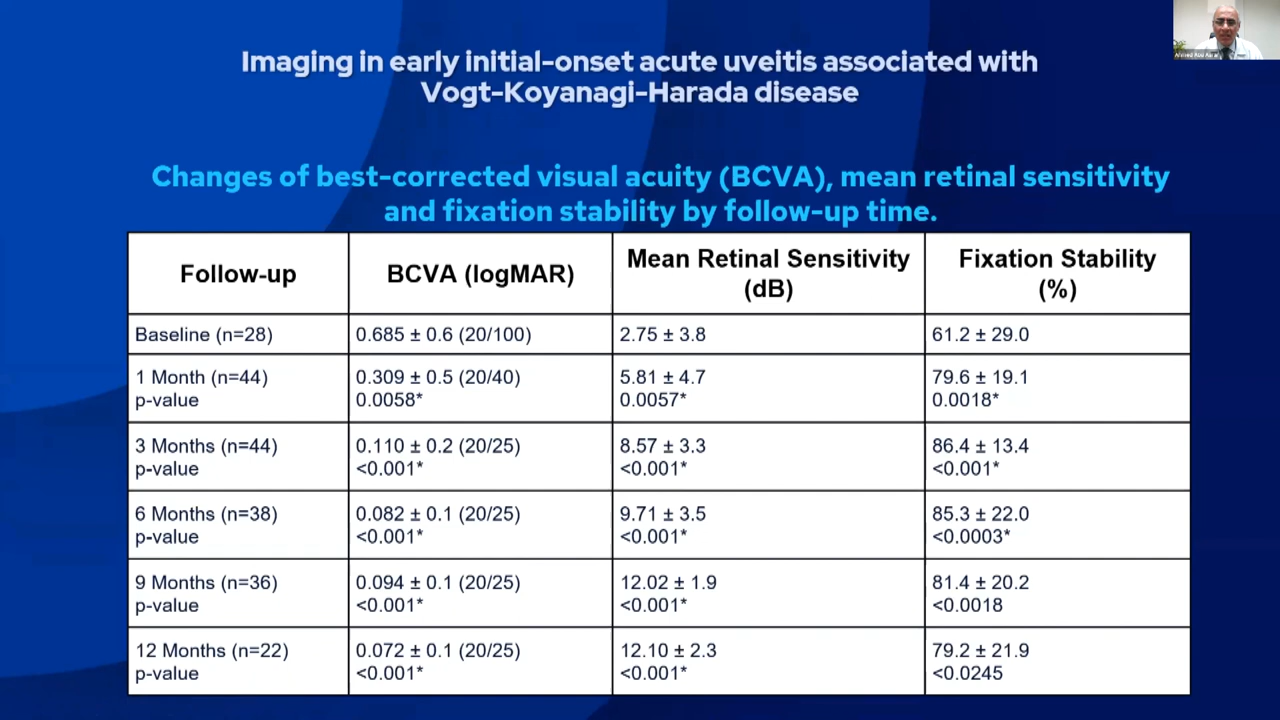 Imaging in early initial-onset acute uveitis associated with
Vogt-Koyanagi-Harada disease
Changes of best-corrected visual acuity (BCVA), mean retinal sensitivity
and fixation stability by follow-up time.
Follow-up BCVA (logMAR) Mean Retinal Sensitivity (dB) Fixation Stability (%)
Baseline (n=28) 0.685 ± 0.6 (20/100) 2.75 ± 3.8 61.2 ± 29.0
1 Month (n=44) 0.309 ± 0.5 (20/40) 5.81 ± 4.7 79.6 ± 19.1
p-value 0.0058* 0.0057* 0.0018*
3 Months (n=44) 0.110 ± 0.2 (20/25) 8.57 ± 3.3 86.4 ± 13.4
p-value <0.001* <0.001* <0.001*
6 Months (n=38) 0.082 ± 0.1 (20/25) 9.71 ± 3.5 85.3 ± 22.0
p-value <0.001* <0.001* <0.0003*
9 Months (n=36) 0.094 ± 0.1 (20/25) 12.02 ± 1.9 81.4 ± 20.2
p-value <0.001* <0.001* <0.0018
12 Months (n=22) 0.072 ± 0.1 (20/25) 12.10 ± 2.3 79.2 ± 21.9
p-value <0.001* <0.001* <0.0245